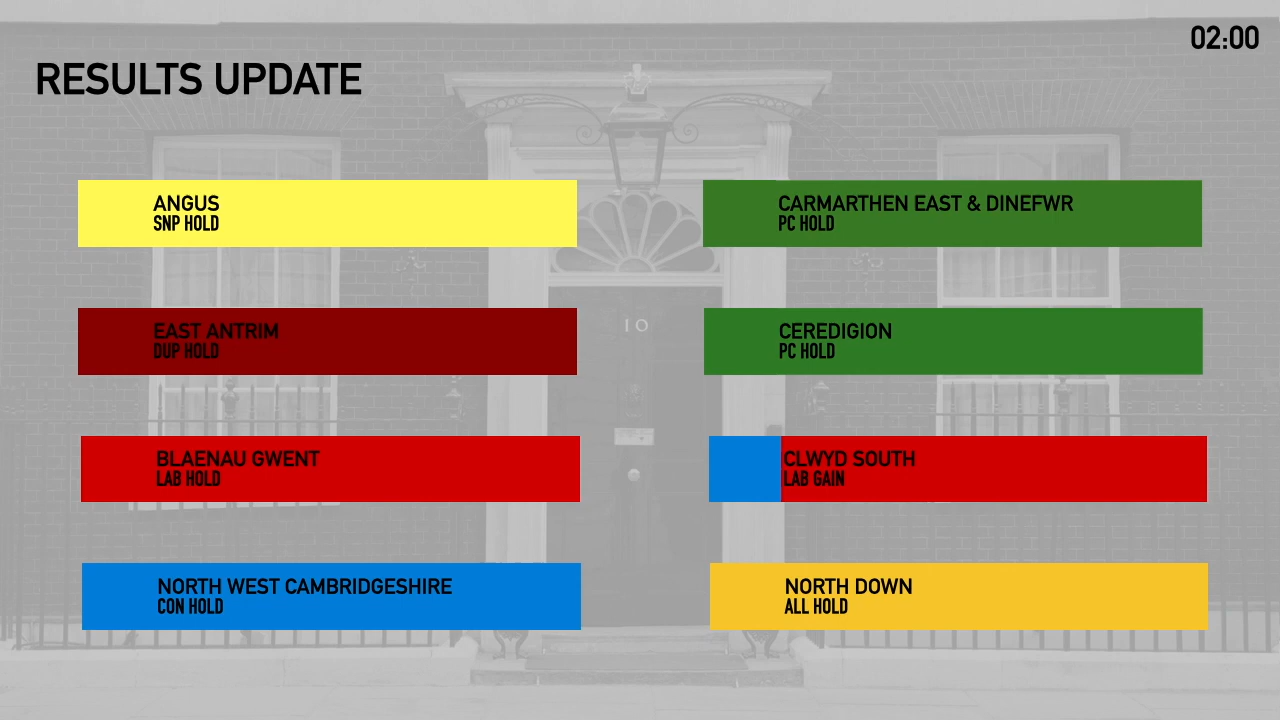 02:00
RESULTS UPDATE
ANGUS
SNP HOLD
CARMARTHEN EAST & DINEFWR
PC HOLD
EAST ANTRIM
DUP HOLD
CEREDIGION
PC HOLD
BLAENAU GWENT
LAB HOLD
CLWYD SOUTH
LAB GAIN
NORTH WEST CAMBRIDGESHIRE
CON HOLD
NORTH DOWN
ALL HOLD
10